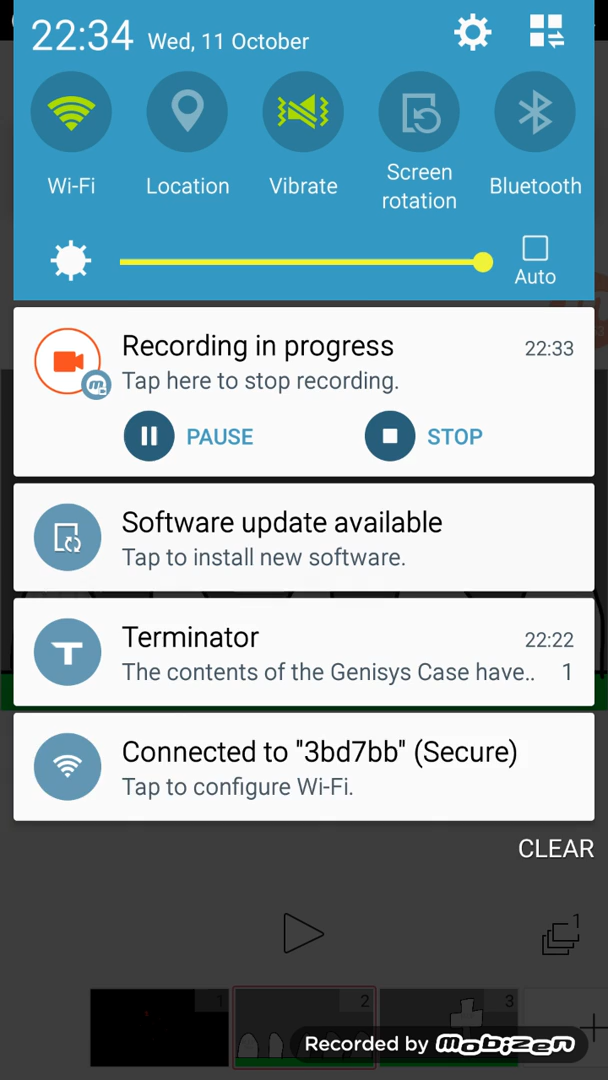 22:34 Wed, 11 October
Wi-Fi
Location
Vibrate
Screen
rotation
Bluetooth
Auto
Recording in progress 22:33
Tap here to stop recording.
PAUSE STOP
Software update available
Tap to install new software.
Terminator 22:22
The contents of the Genisys Case have.. 1
Connected to "3bd7bb" (Secure)
Tap to configure Wi-Fi.
CLEAR
1
1
2
3
Recorded by mobizen